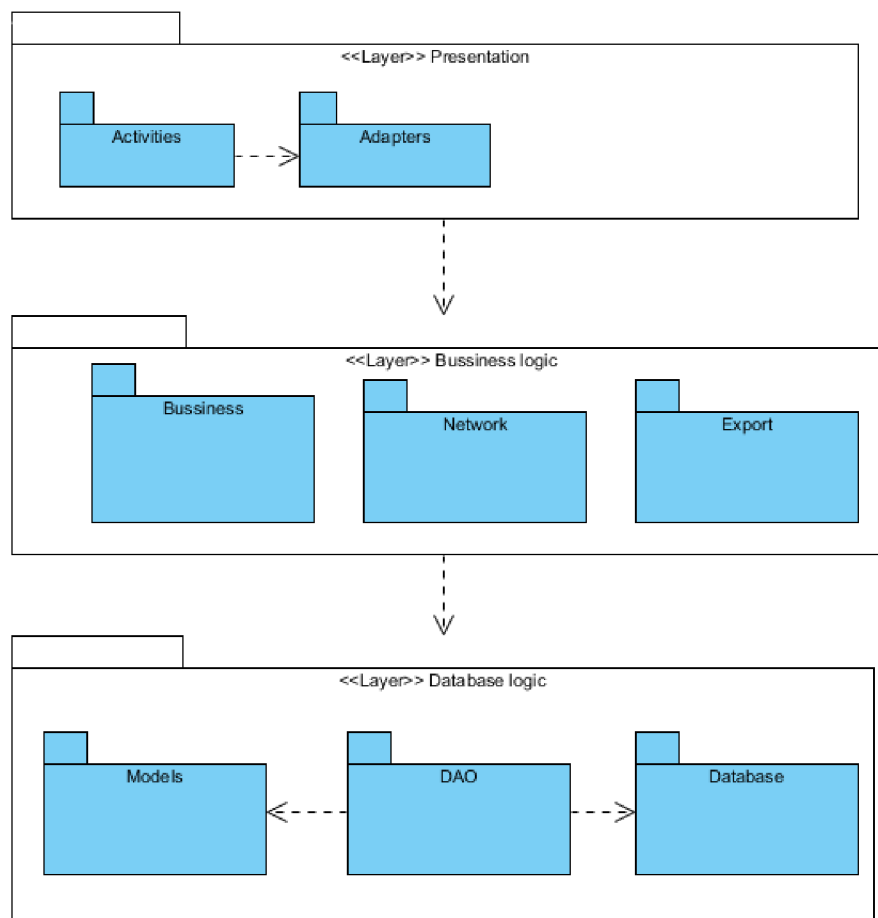 <<Layer>> Presentation
Activities
Adapters
<<Layer>> Bussiness logic
Bussiness
Network
Export
<<Layer>> Database logic
Models
DAO
Database